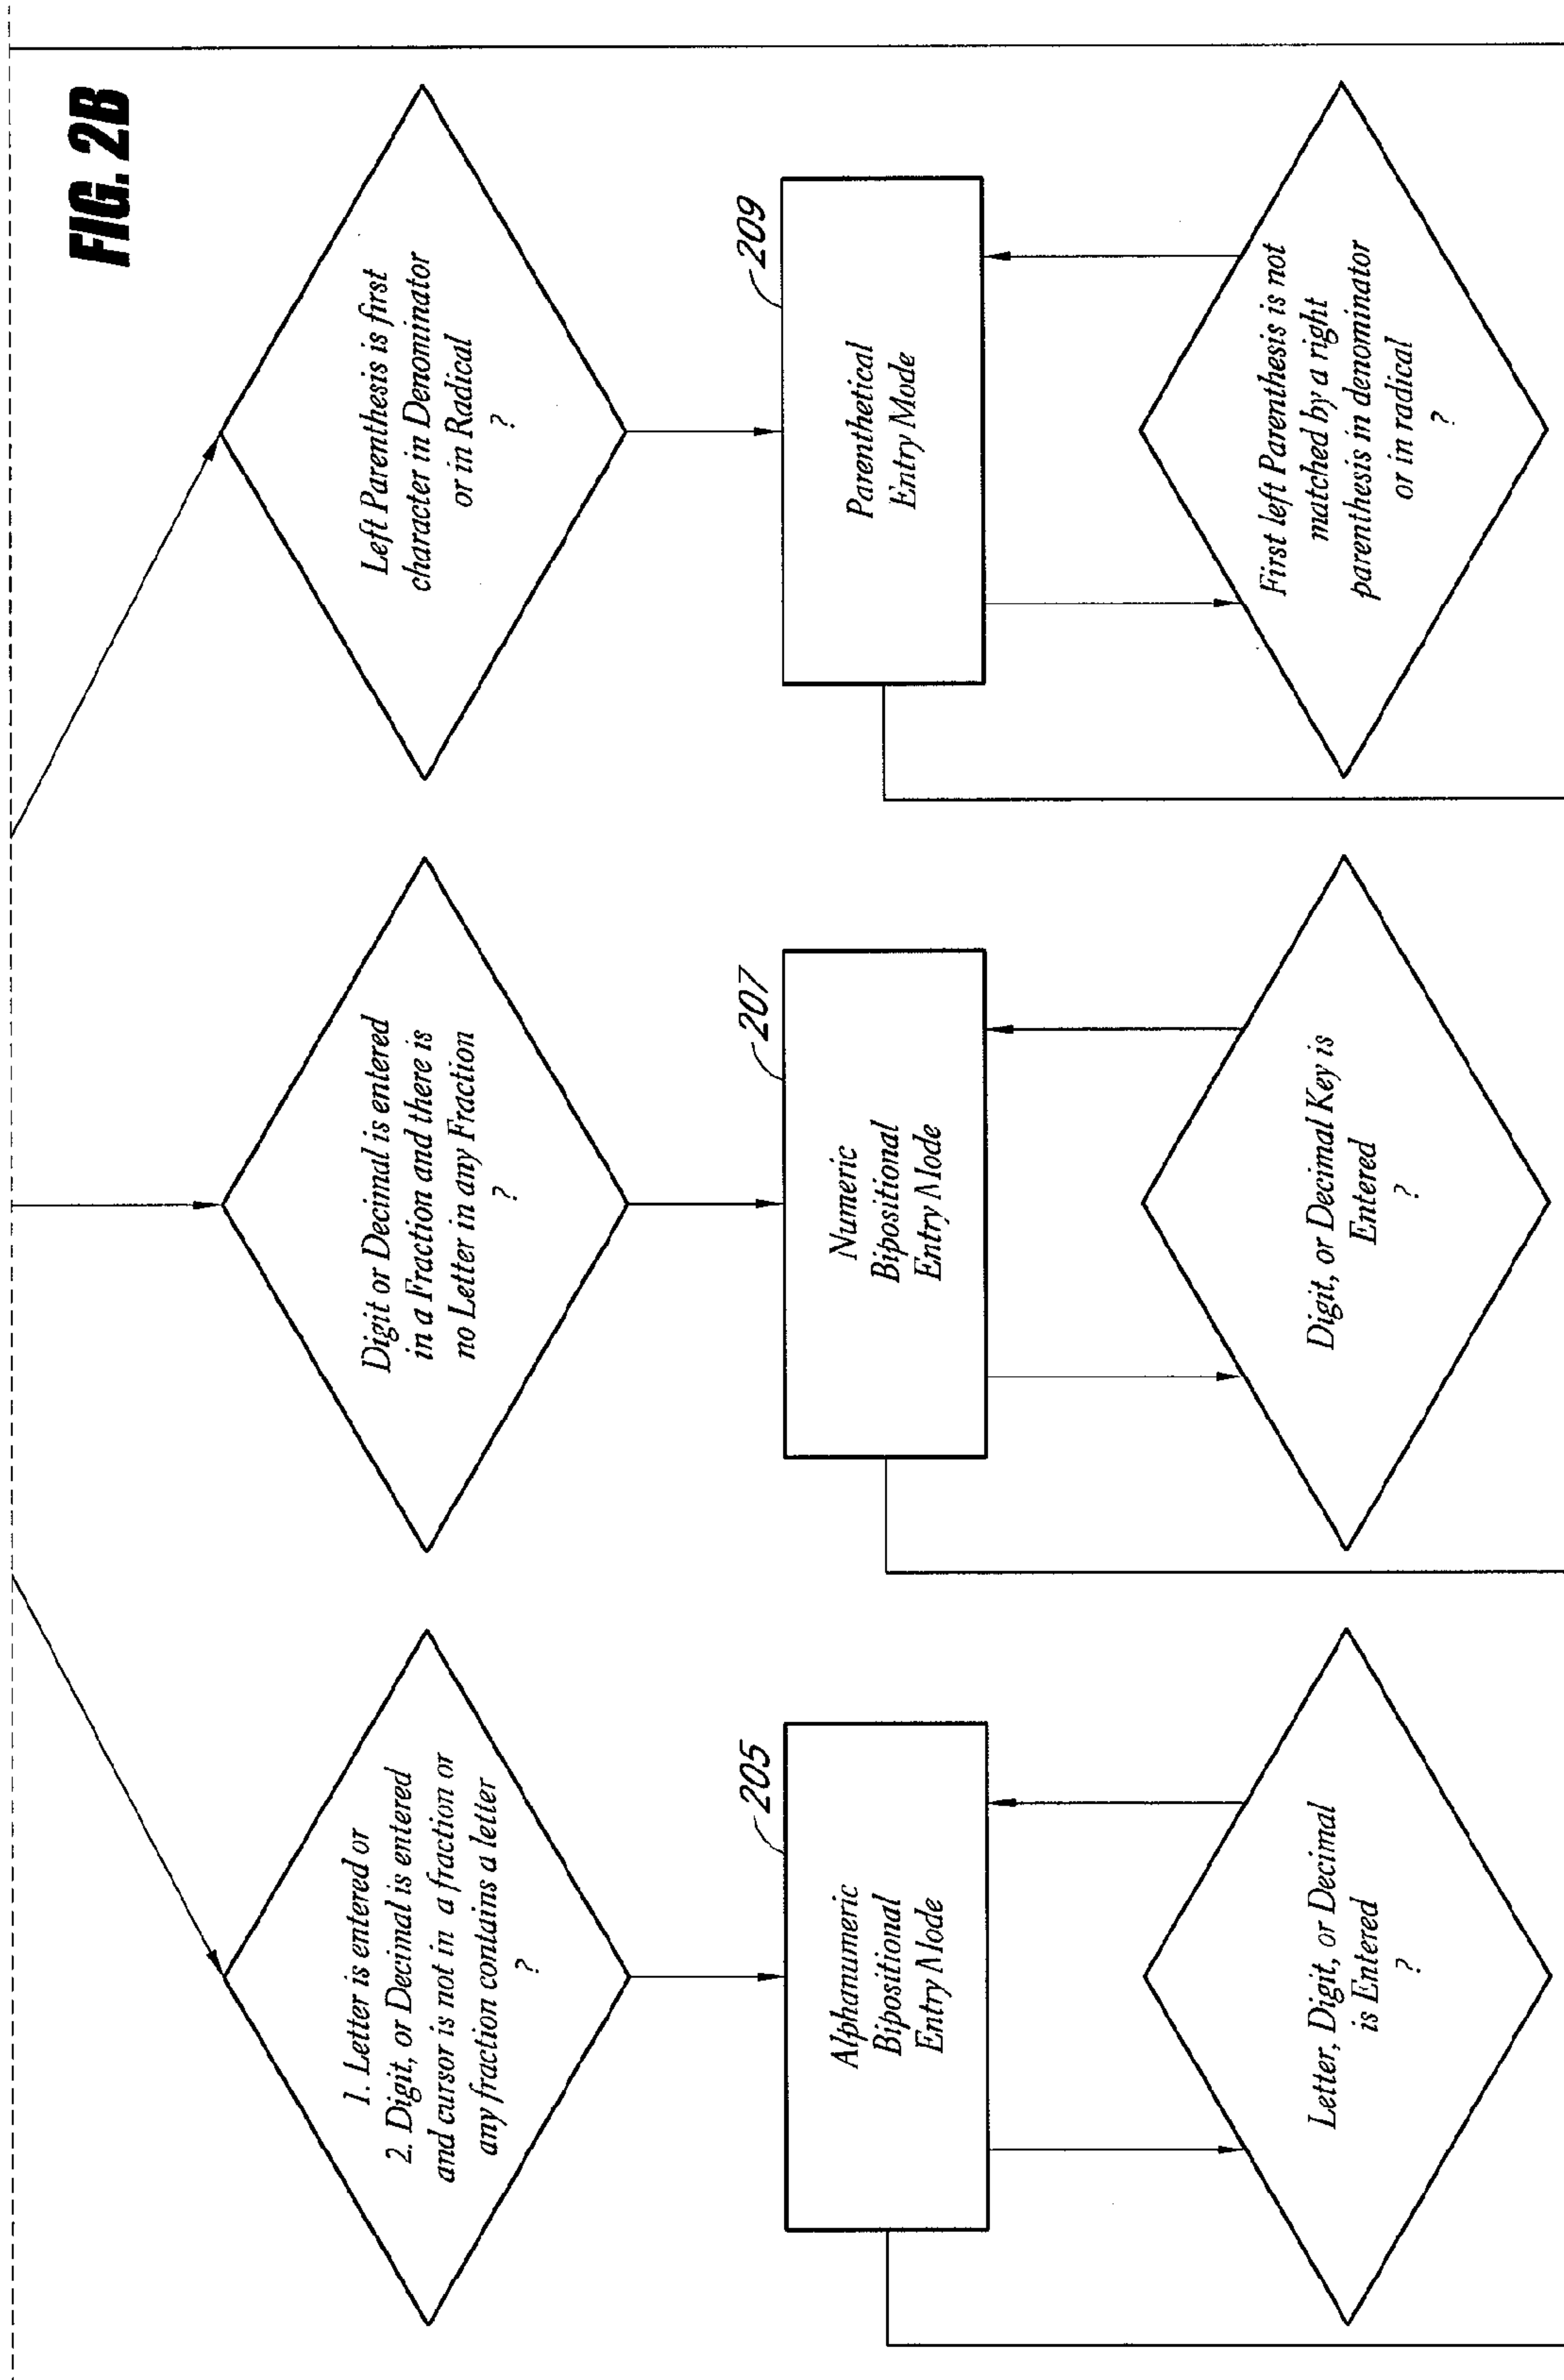 FIG. 2B
1. Letter is entered or
2. Digit, or Decimal is entered
and cursor is not in a fraction or
any fraction contains a letter
?
205
Alphanumeric
Bipositional
Entry Mode
Letter, Digit, or Decimal
is Entered
?
Digit or Decimal is entered
in a Fraction and there is
no Letter in any Fraction
?
207
Numeric
Bipositional
Entry Mode
Digit, or Decimal Key is
Entered
?
Left Parenthesis is first
character in Denominator
or in Radical
?
209
Parenthetical
Entry Mode
First left Parenthesis is not
matched by a right
parenthesis in denominator
or in radical
?